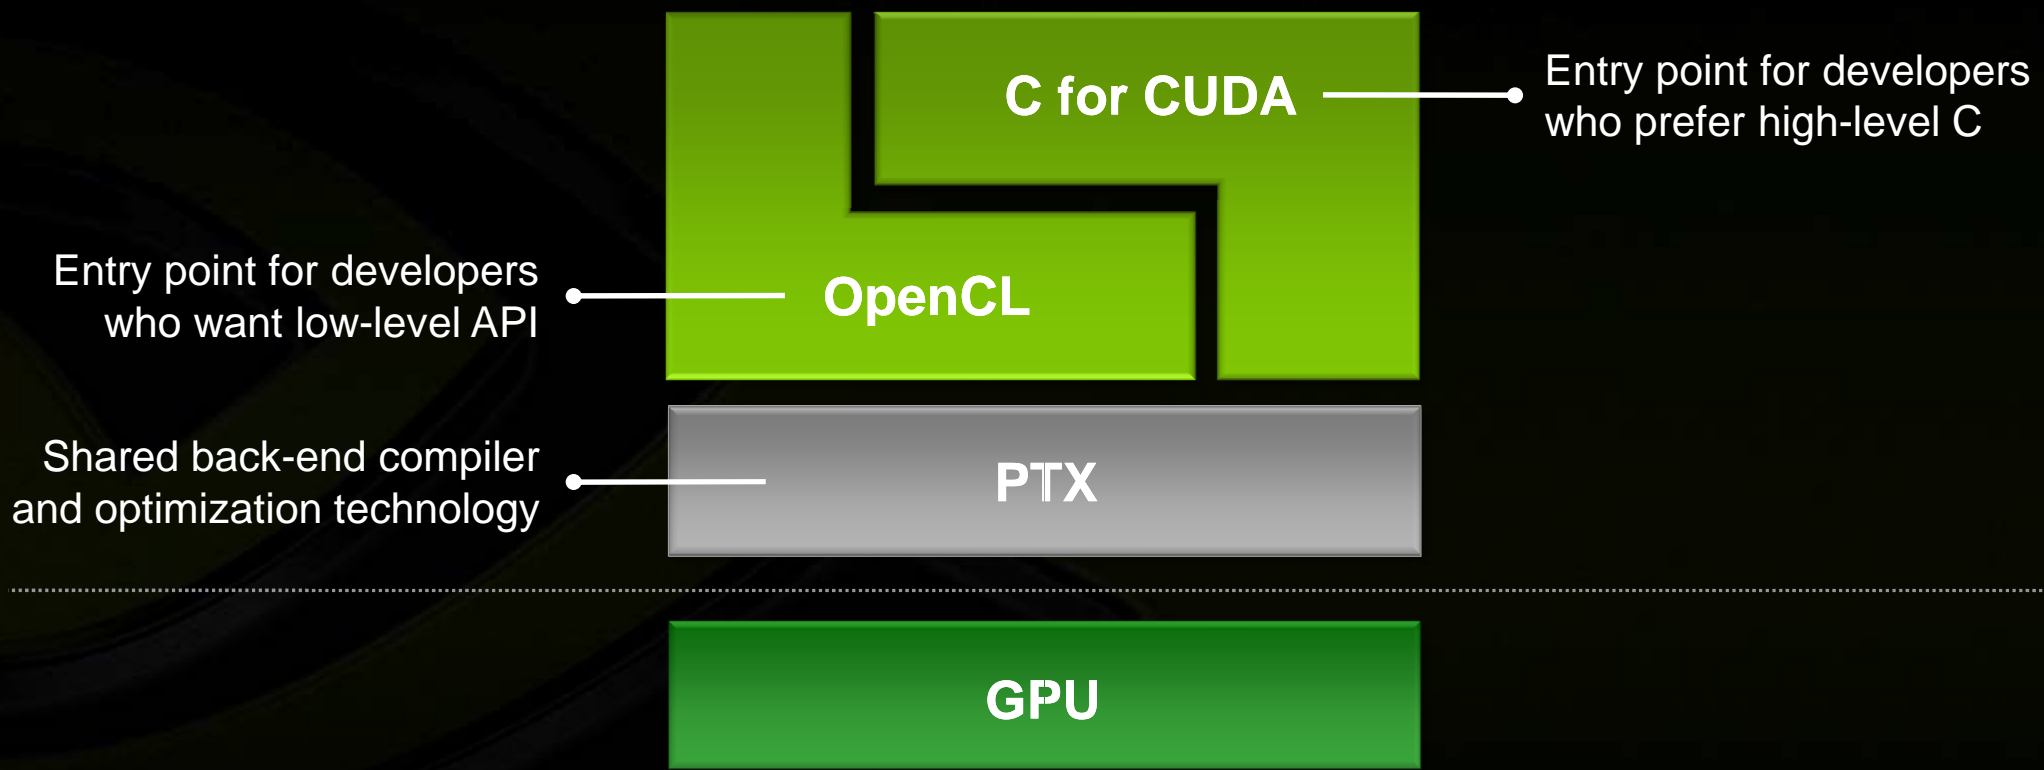 C for CUDA
Entry point for developers
who prefer high-level C
Entry point for developers
who want low-level API
OpenCL
Shared back-end compiler
and optimization technology
PTX
GPU